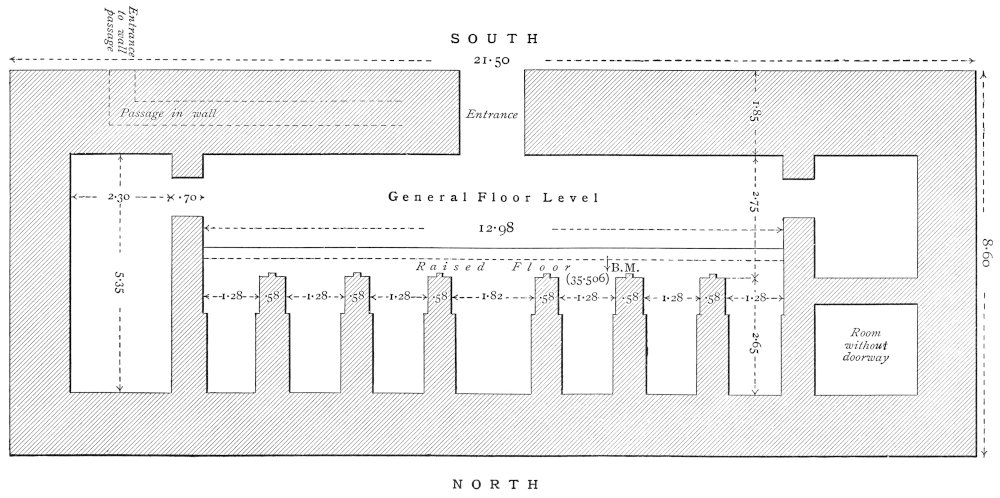 Entrance
to wall
passage
SOUTH
21·50
Passage in wall
Entrance
1·85
2·30
·70
General Floor Level
2·75
12·98
8·60
5·35
Raised Floor
B.M.
(35·506)
1·28
·58
1·28
·58
1·28
·58
1·82
·58
1·28
·58
1·28
·58
1·28
2·65
Room
without
doorway
NORTH